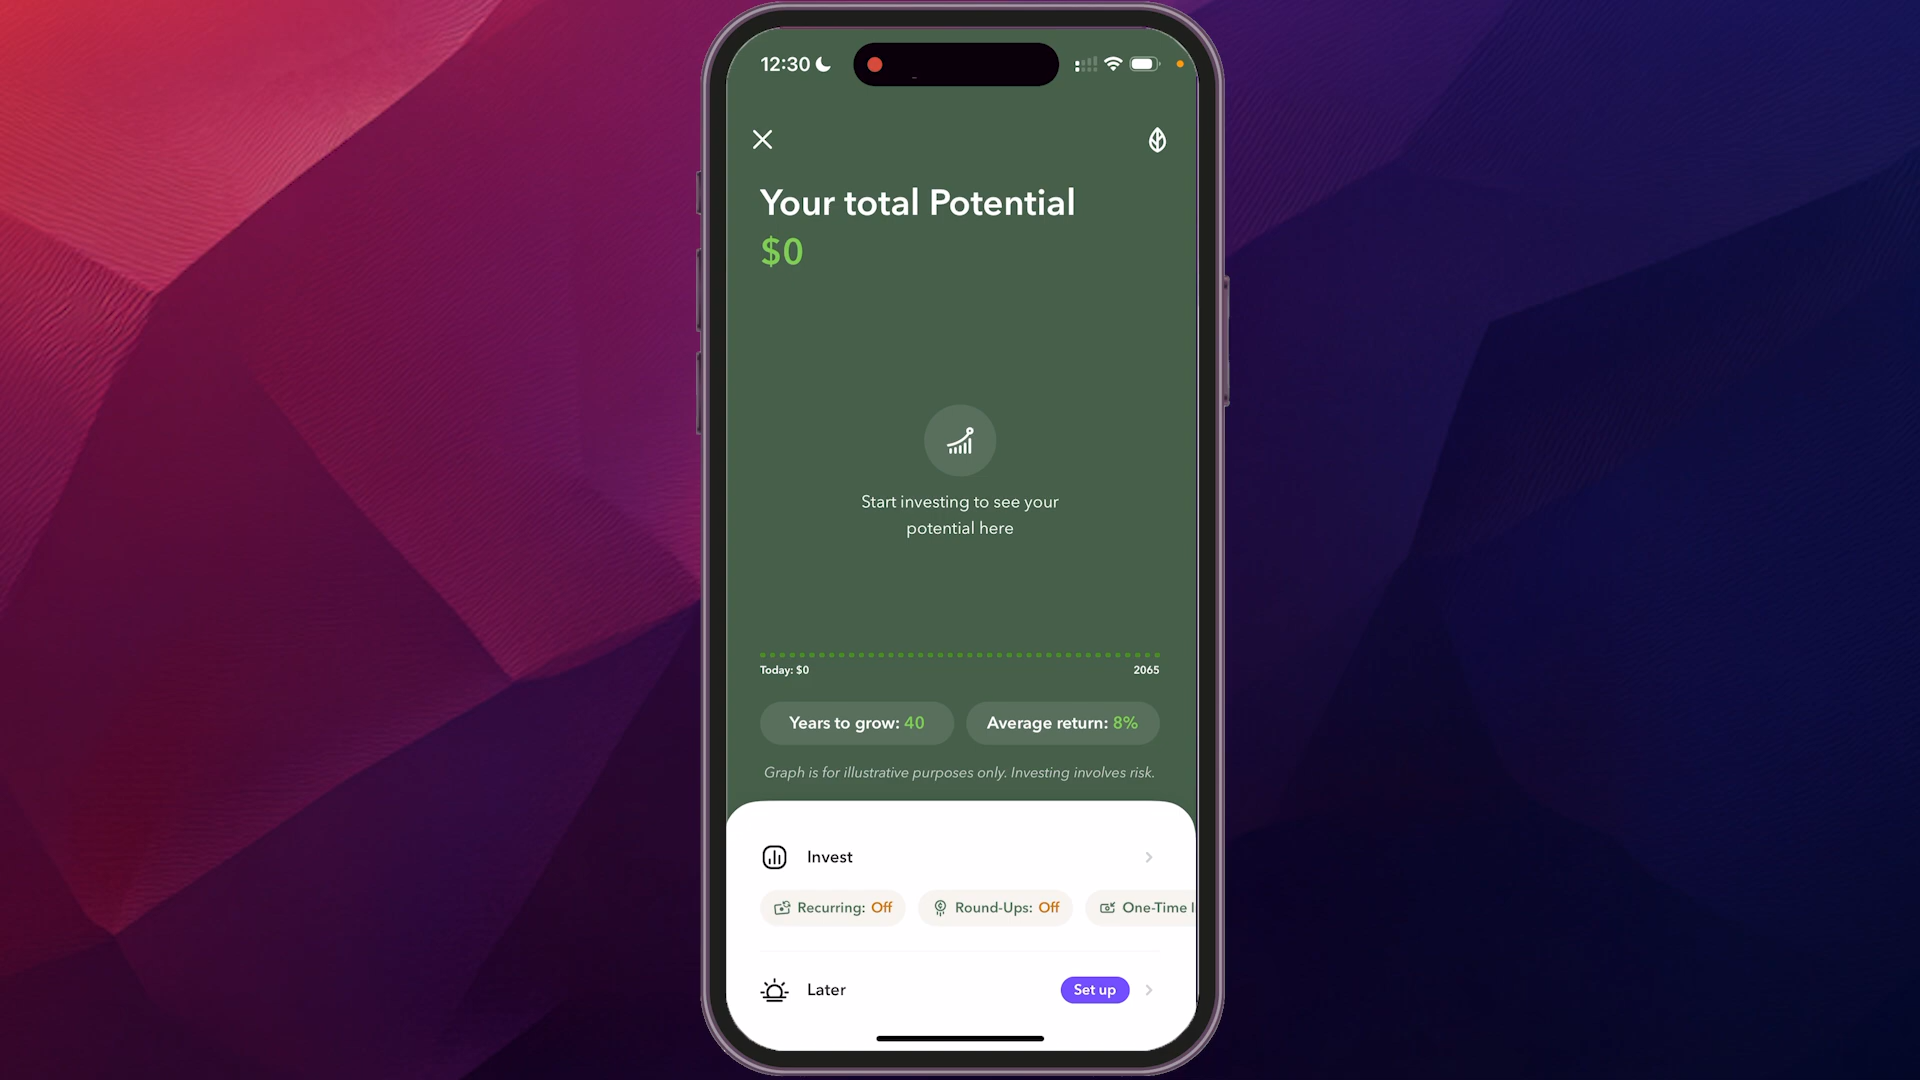 12:30
Your total Potential
$0
Start investing to see your
potential here
Today: $0
2065
Years to grow: 40
Average return: 8%
Graph is for illustrative purposes only. Investing involves risk.
Invest
Recurring: Off
Round-Ups: Off
One-Time I
Later
Set up